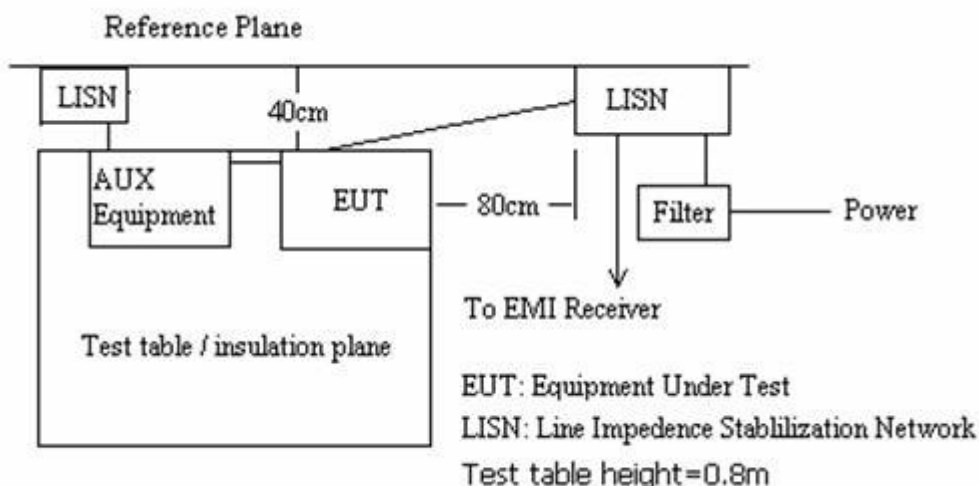 Reference Plane
LISN
40cm
LISN
AUX
Equipment
EUT
80cm
Filter
Power
To EMI Receiver
Test table / insulation plane
EUT: Equipment Under Test
LISN: Line Impedence Stablilization Network
Test table height=0.8m